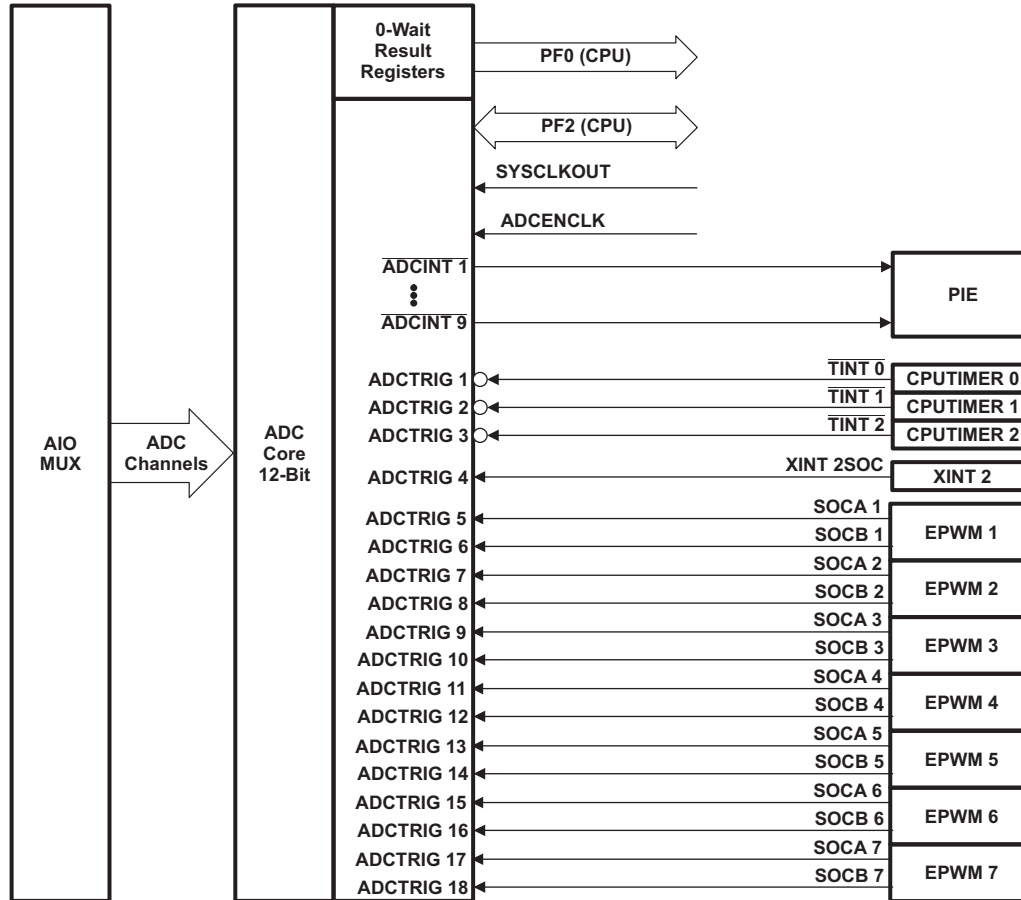 0-Wait
Result
Registers
PF0 (CPU)
PF2 (CPU)
SYSCLKOUT
ADCENCLK
ADCINT 1
ADCINT 9
PIE
AIO
MUX
ADC
Channels
ADC
Core
12-Bit
ADCTRIG 1
TINT 0
CPUTIMER 0
ADCTRIG 2
TINT 1
CPUTIMER 1
ADCTRIG 3
TINT 2
CPUTIMER 2
ADCTRIG 4
XINT 2SOC
XINT 2
ADCTRIG 5
SOCA 1
ADCTRIG 6
SOCB 1
EPWM 1
ADCTRIG 7
SOCA 2
ADCTRIG 8
SOCB 2
EPWM 2
ADCTRIG 9
SOCA 3
ADCTRIG 10
SOCB 3
EPWM 3
ADCTRIG 11
SOCA 4
ADCTRIG 12
SOCB 4
EPWM 4
ADCTRIG 13
SOCA 5
ADCTRIG 14
SOCB 5
EPWM 5
ADCTRIG 15
SOCA 6
ADCTRIG 16
SOCB 6
EPWM 6
ADCTRIG 17
SOCA 7
ADCTRIG 18
SOCB 7
EPWM 7